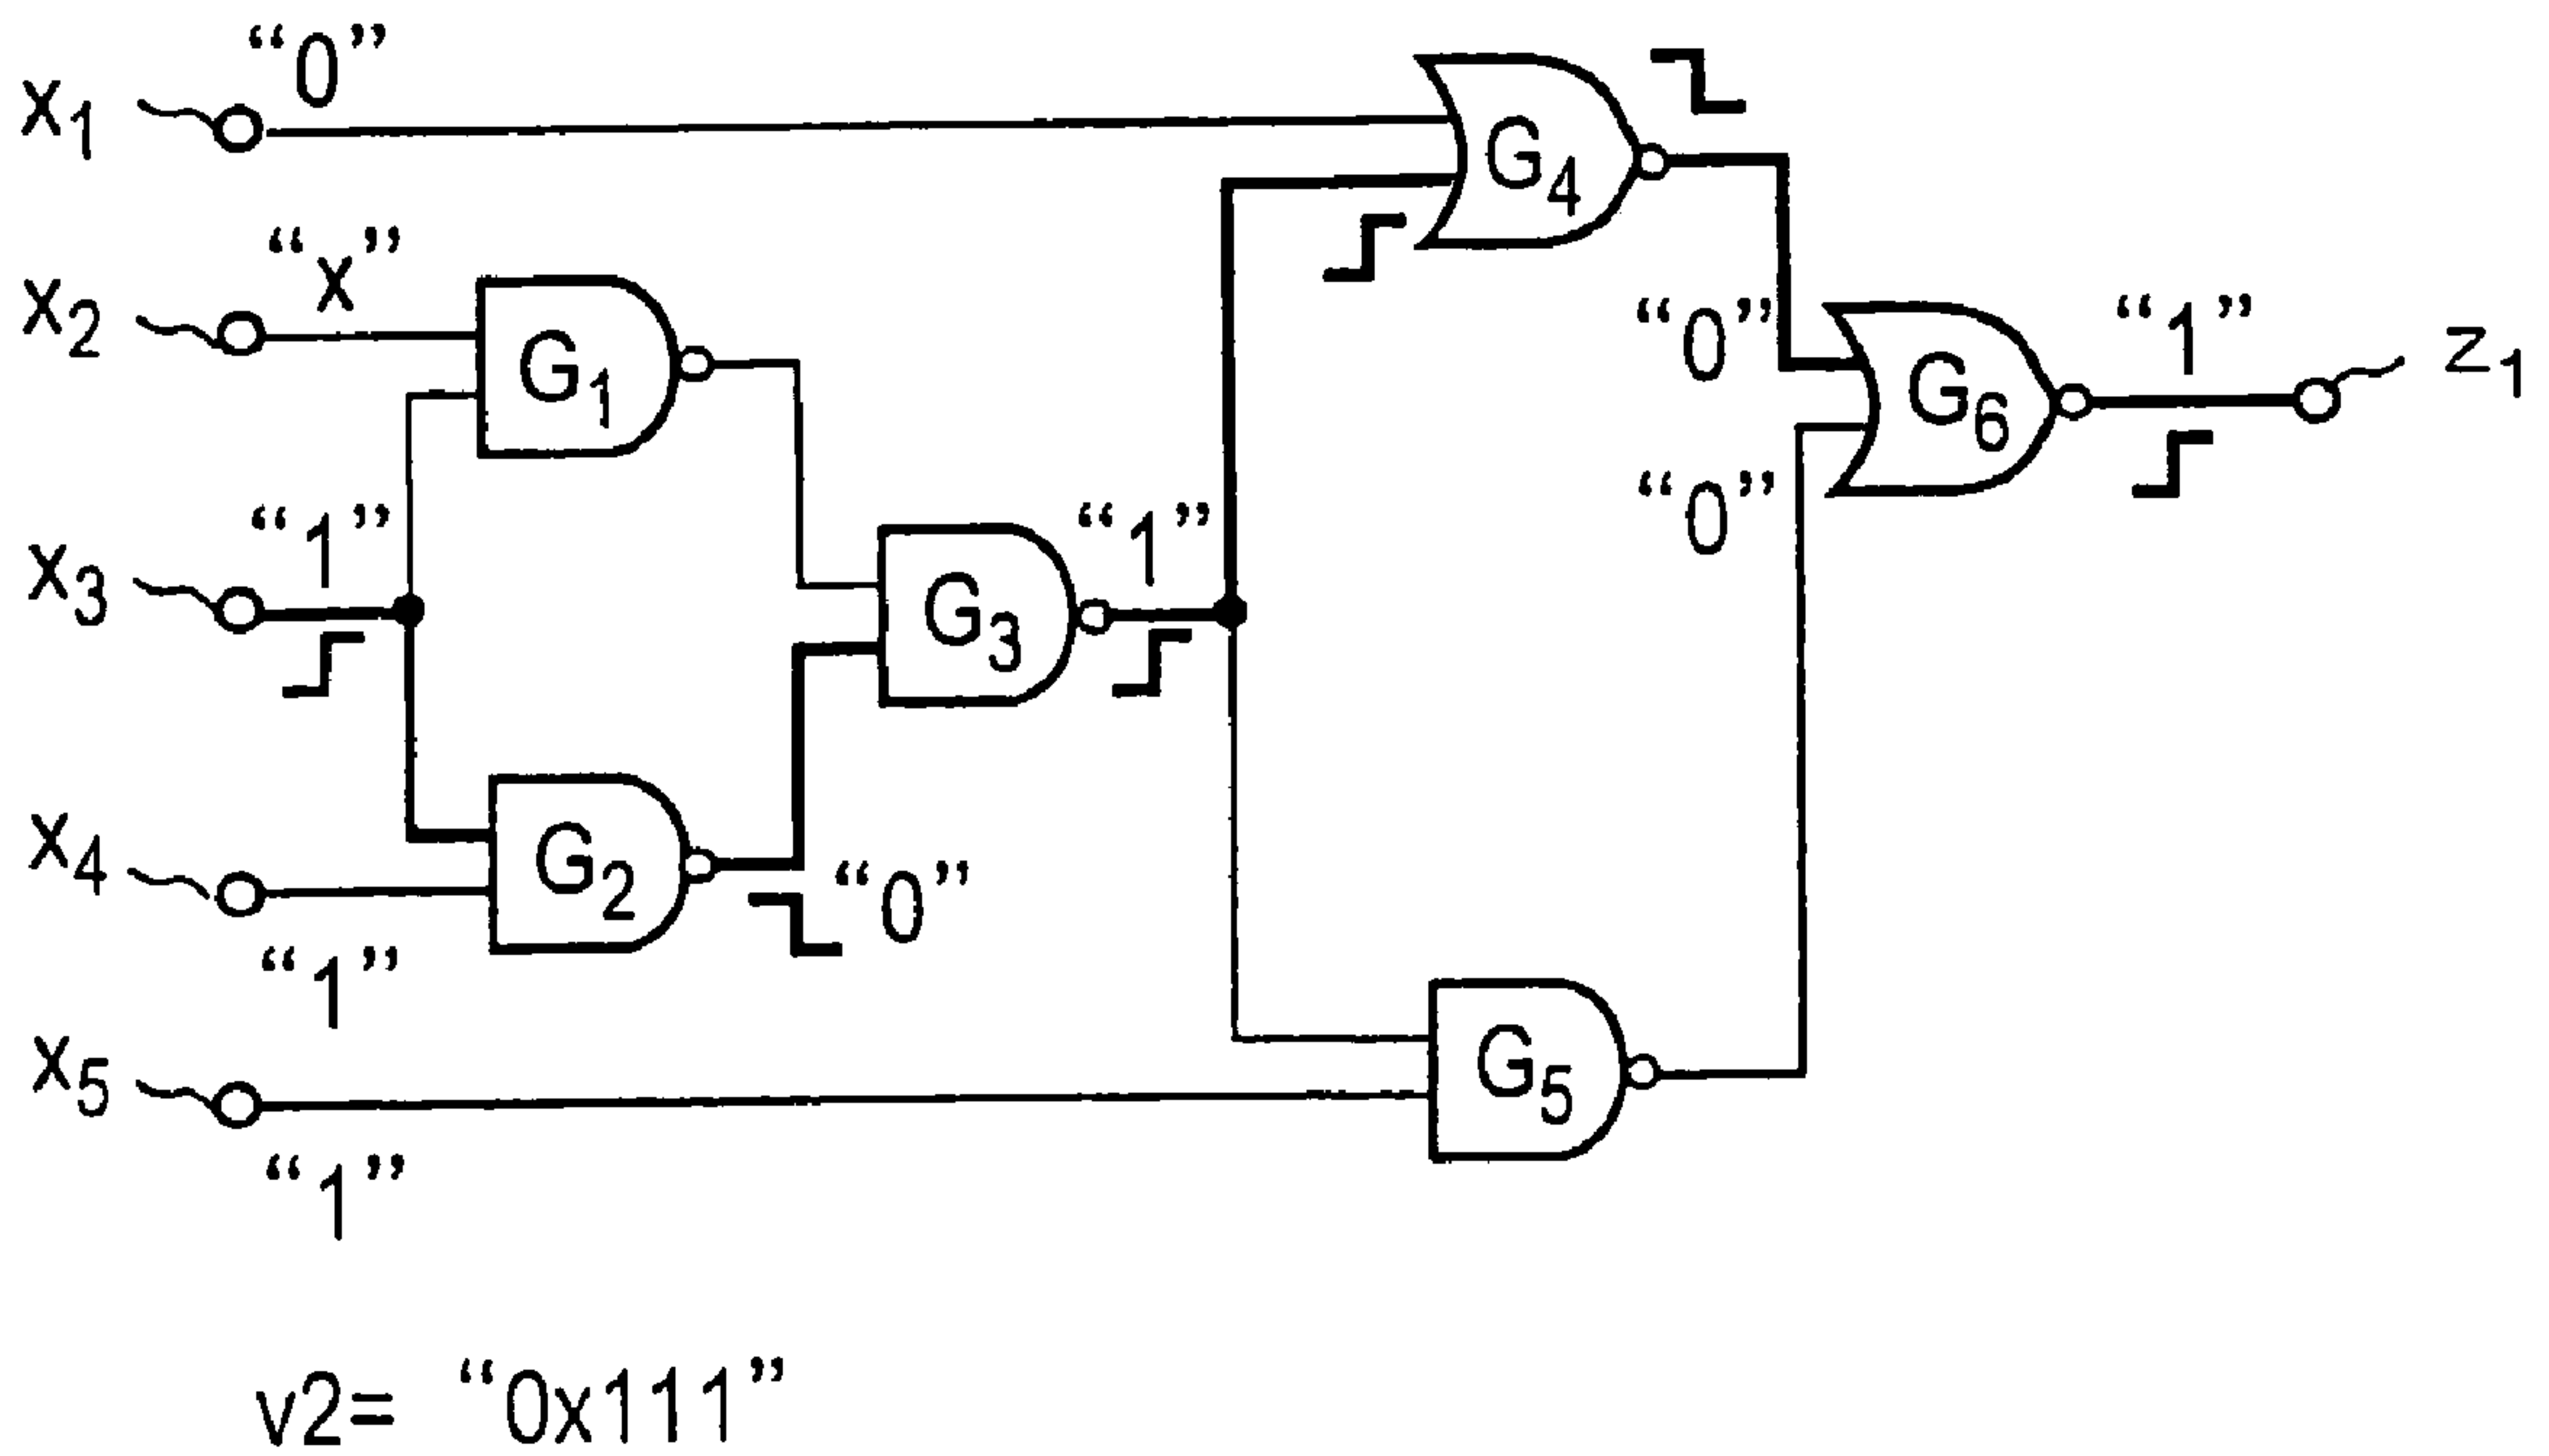 x1 “0”
x2 “x”
x3 “1”
x4 “1”
x5 “1”
G1
G2
“0”
G3
“1”
G4
“0”
“0”
G5
G6
“1”
z1
v2= “0x111”